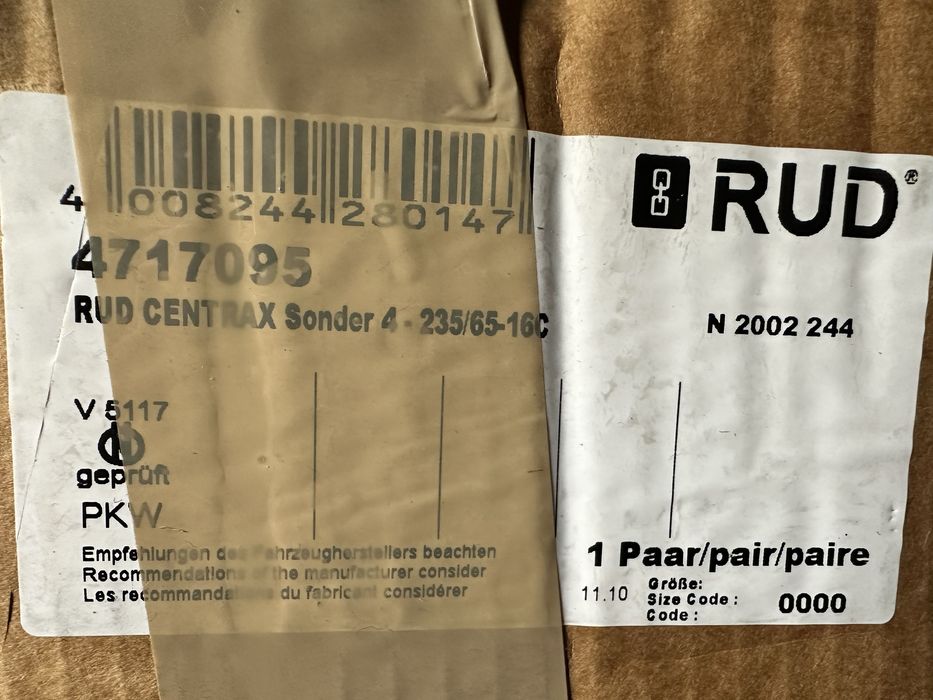 RUD®
4 008244 280147
4717095
RUD CENTRAX Sonder 4 - 235/65-16C
N 2002 244
V 5117
geprüft
PKW
Empfehlungen des Fahrzeugherstellers beachten
Recommendations of the manufacturer consider
Les recommandations du fabricant considérer
1 Paar/pair/paire
11.10
Größe:
Size Code :
Code :
0000